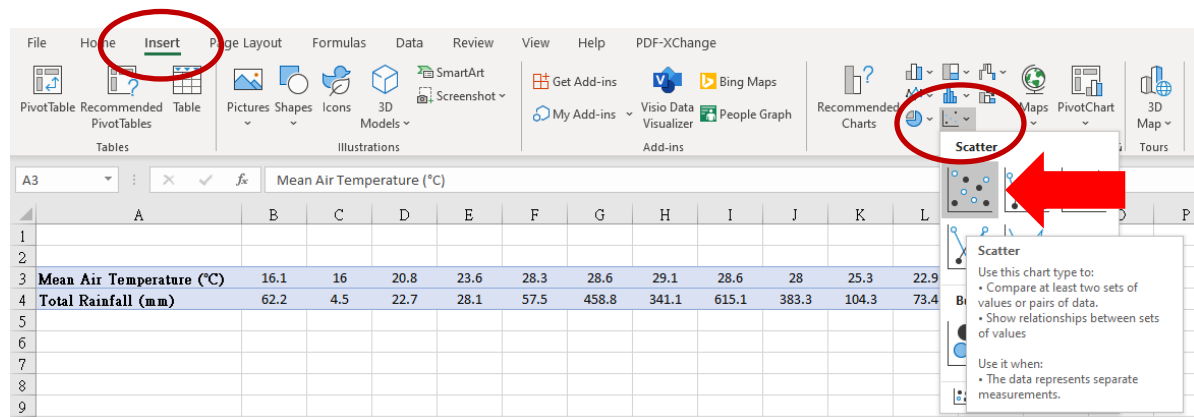 File Home Insert Page Layout Formulas Data Review View Help PDF-XChange
PivotTable Recommended PivotTables Table
Tables
Pictures Shapes Icons 3D Models SmartArt Screenshot
Illustrations
Get Add-ins My Add-ins Visio Data Visualizer Bing Maps People Graph
Add-ins
Recommended Charts Maps PivotChart
3D Map
Tours
A3 fx Mean Air Temperature (°C)
A B C D E F G H I J K L P
1
2
3 Mean Air Temperature (°C) 16.1 16 20.8 23.6 28.3 28.6 29.1 28.6 28 25.3 22.9
4 Total Rainfall (mm) 62.2 4.5 22.7 28.1 57.5 458.8 341.1 615.1 383.3 104.3 73.4
5
6
7
8
9
Scatter
Scatter
Use this chart type to:
• Compare at least two sets of
values or pairs of data.
• Show relationships between sets
of values
Use it when:
• The data represents separate
measurements.